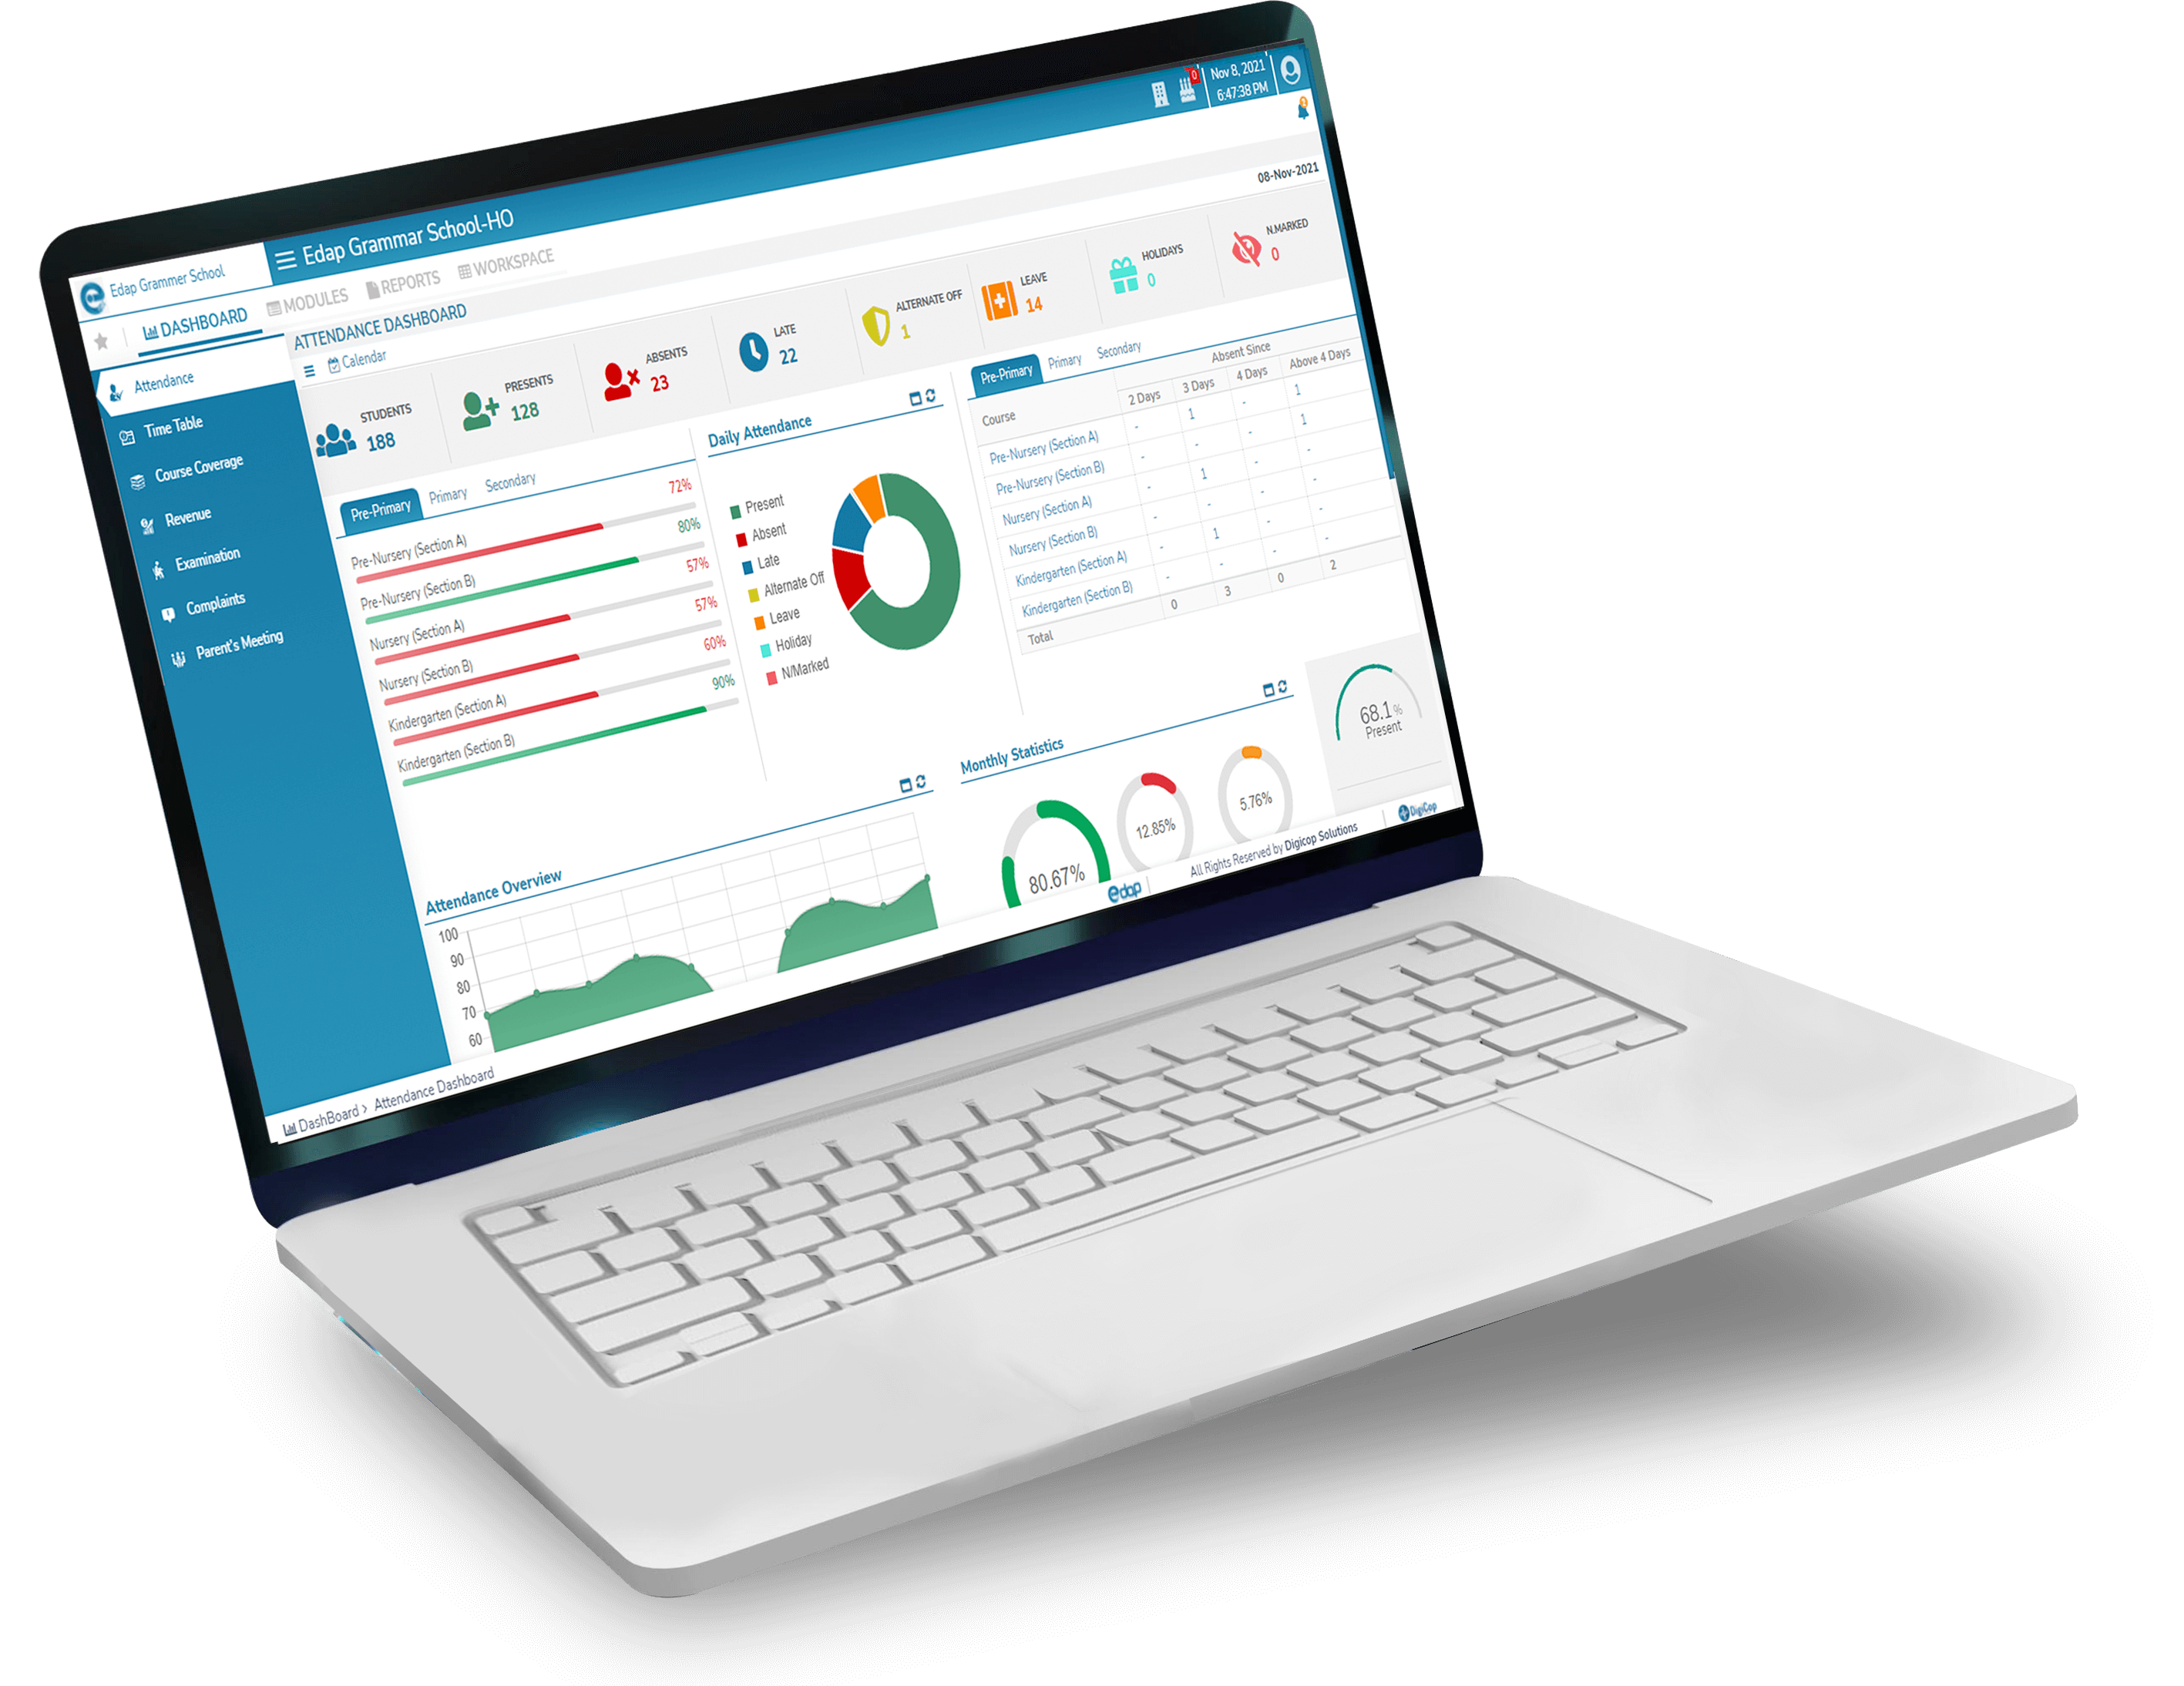 Nov 8, 2021
6:47:38 PM
0
2
Edap Grammer School
Edap Grammar School-HO
DASHBOARD
MODULES
REPORTS
WORKSPACE
08-Nov-2021
ATTENDANCE DASHBOARD
Calendar
Attendance
Time Table
Course Coverage
Revenue
Examination
Complaints
Parent's Meeting
STUDENTS
188
PRESENTS
128
ABSENTS
23
LATE
22
ALTERNATE OFF
1
LEAVE
14
HOLIDAYS
0
N.MARKED
0
Pre-Primary Primary Secondary
Pre-Nursery (Section A) 72%
Pre-Nursery (Section B) 80%
Nursery (Section A) 57%
Nursery (Section B) 57%
Kindergarten (Section A) 60%
Kindergarten (Section B) 90%
Daily Attendance
Present
Absent
Late
Alternate Off
Leave
Holiday
N/Marked
Pre-Primary Primary Secondary
Absent Since
Course 2 Days 3 Days 4 Days Above 4 Days
Pre-Nursery (Section A) - 1 - 1
Pre-Nursery (Section B) - - - 1
Nursery (Section A) - 1 - -
Nursery (Section B) - - - -
Kindergarten (Section A) - 1 - -
Kindergarten (Section B) - - - -
Total 0 3 0 2
Attendance Overview
100
90
80
70
60
Monthly Statistics
80.67%
12.85%
5.76%
68.1%
Present
DashBoard > Attendance Dashboard
edap
All Rights Reserved by Digicop Solutions
DigiCop